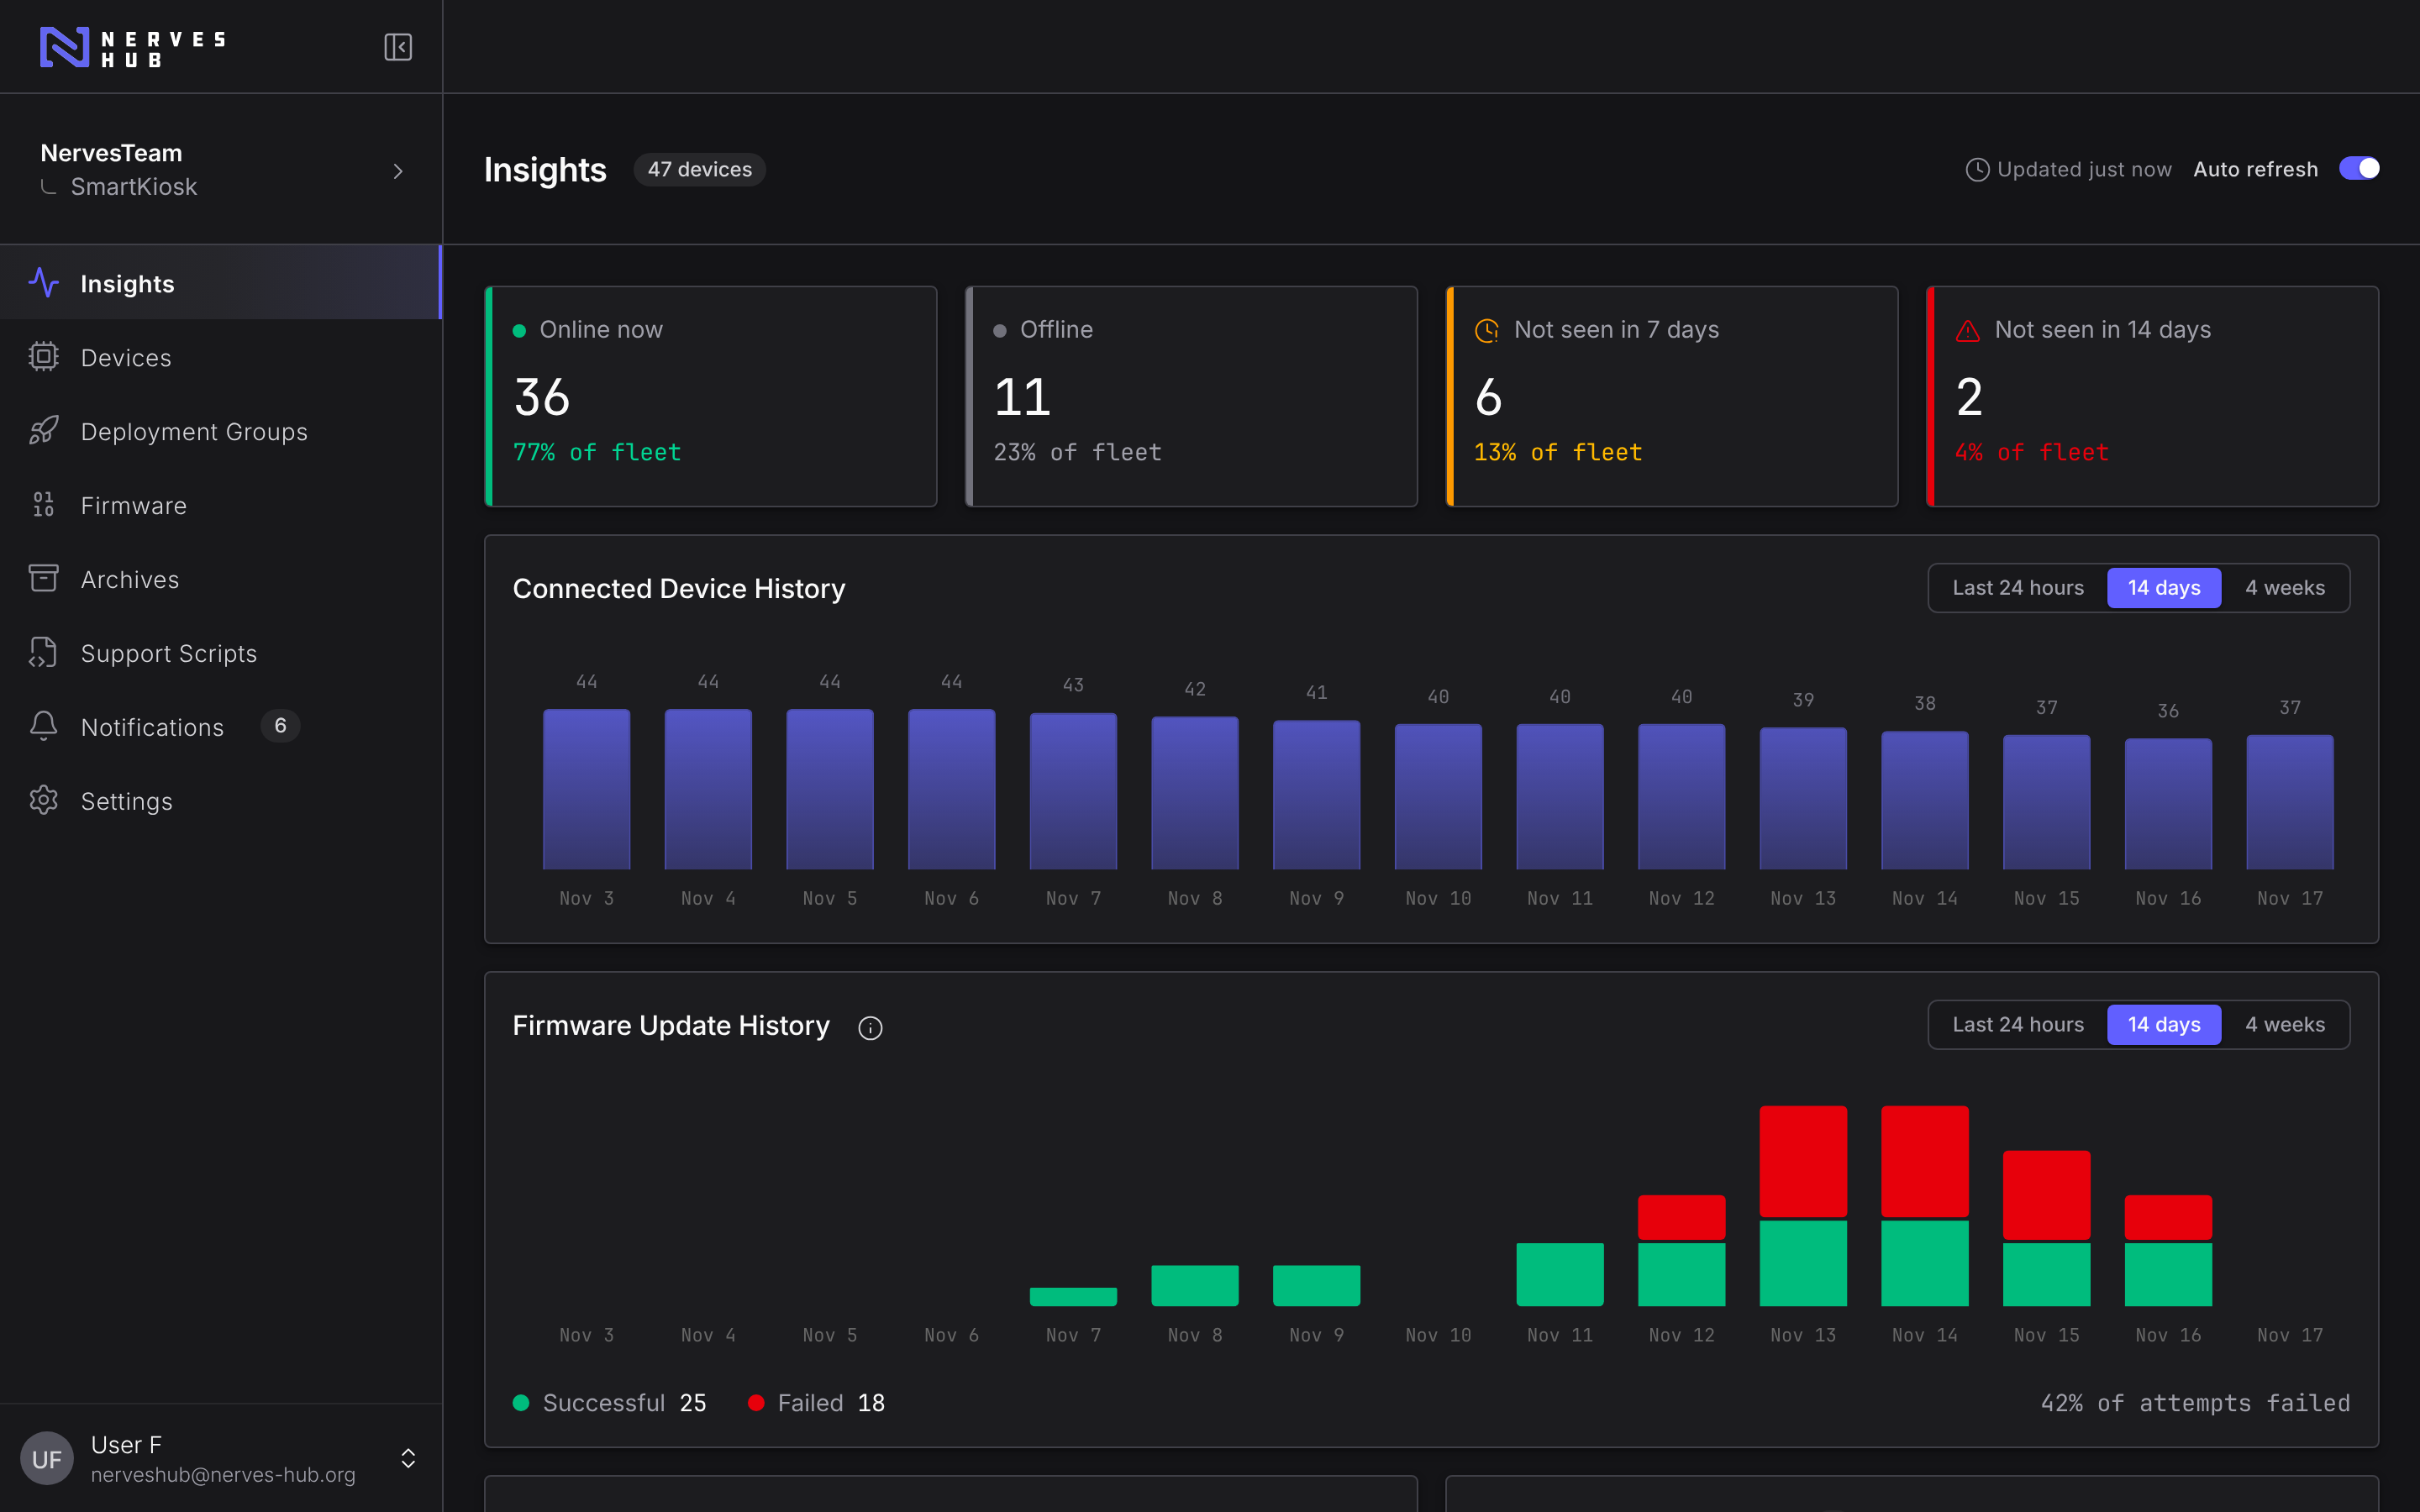 NERVES
HUB
NervesTeam
SmartKiosk
Insights
Devices
Deployment Groups
01
10
Firmware
Archives
Support Scripts
Notifications 6
Settings
UF
User F
nerveshub@nerves-hub.org
Insights 47 devices
Updated just now Auto refresh
Online now
36
77% of fleet
Offline
11
23% of fleet
Not seen in 7 days
6
13% of fleet
Not seen in 14 days
2
4% of fleet
Connected Device History
Last 24 hours 14 days 4 weeks
44 44 44 44 43 42 41 40 40 40 39 38 37 36 37
Nov 3 Nov 4 Nov 5 Nov 6 Nov 7 Nov 8 Nov 9 Nov 10 Nov 11 Nov 12 Nov 13 Nov 14 Nov 15 Nov 16 Nov 17
Firmware Update History
Last 24 hours 14 days 4 weeks
Nov 3 Nov 4 Nov 5 Nov 6 Nov 7 Nov 8 Nov 9 Nov 10 Nov 11 Nov 12 Nov 13 Nov 14 Nov 15 Nov 16 Nov 17
Successful 25 Failed 18
42% of attempts failed